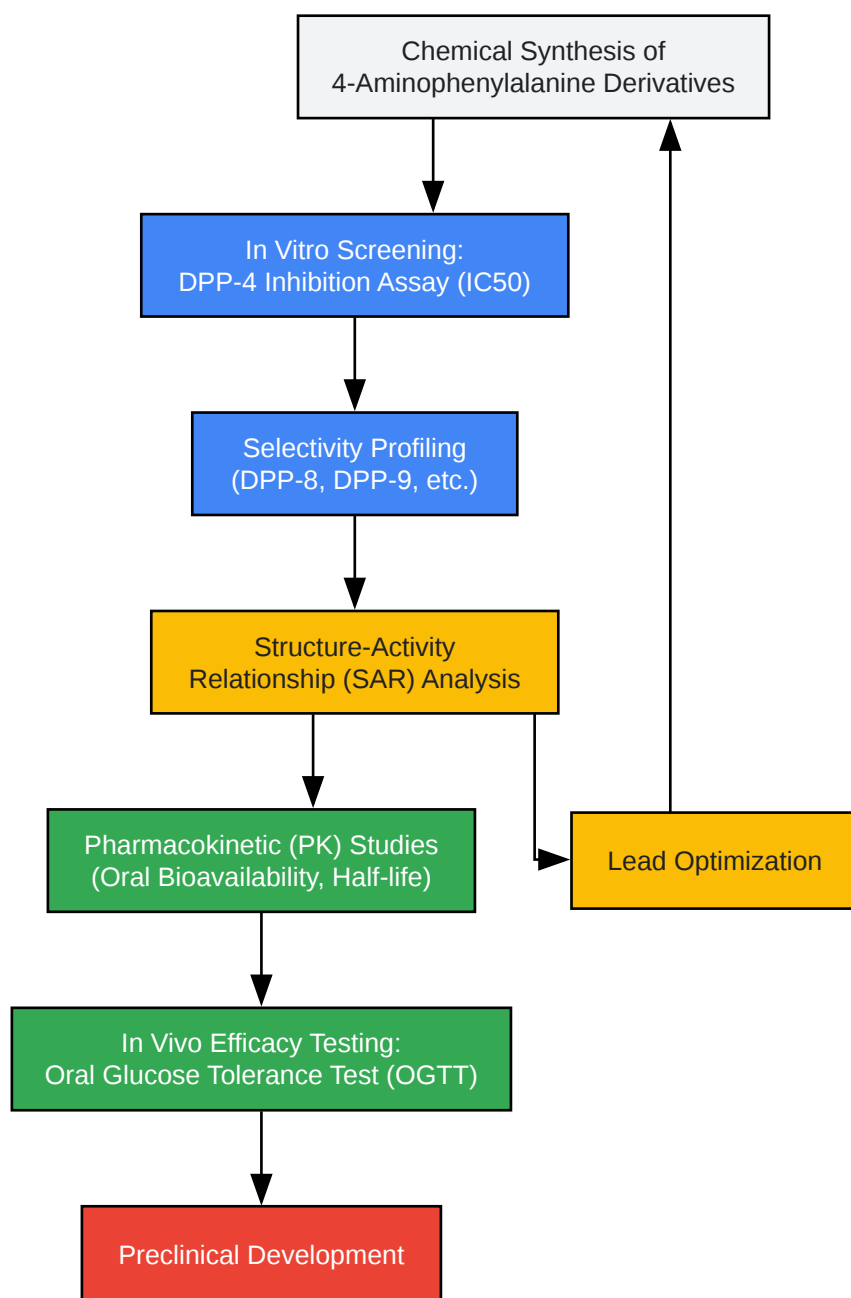 Chemical Synthesis of
4-Aminophenylalanine Derivatives
In Vitro Screening:
DPP-4 Inhibition Assay (IC50)
Selectivity Profiling
(DPP-8, DPP-9, etc.)
Structure-Activity
Relationship (SAR) Analysis
Pharmacokinetic (PK) Studies
(Oral Bioavailability, Half-life)
Lead Optimization
In Vivo Efficacy Testing:
Oral Glucose Tolerance Test (OGTT)
Preclinical Development